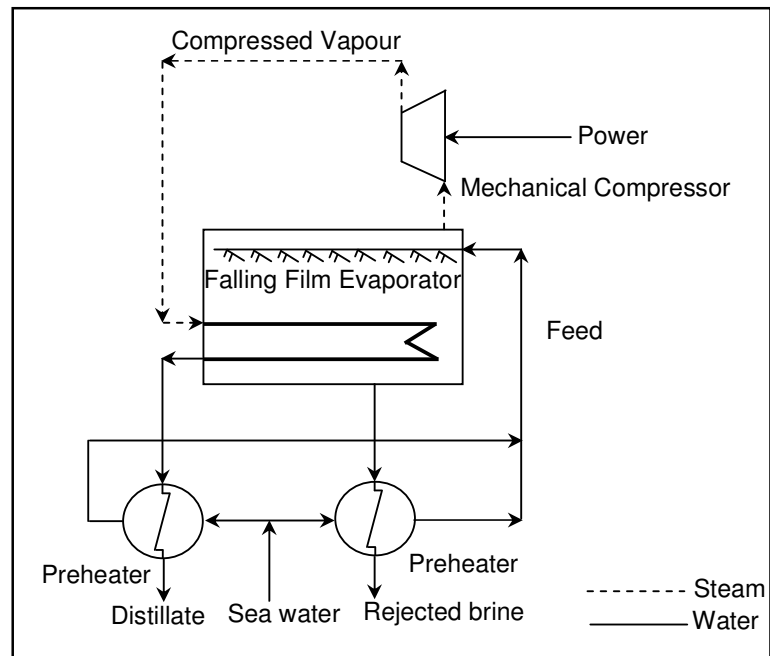 Compressed Vapour
Power
Mechanical Compressor
Falling Film Evaporator
Feed
Preheater
Preheater
Distillate
Sea water
Rejected brine
Steam
Water